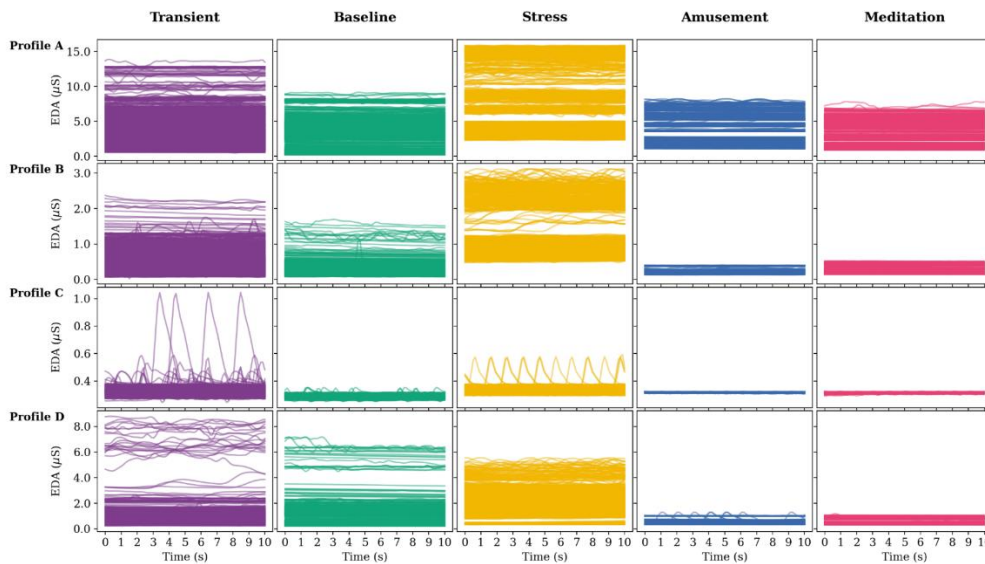 Transient Baseline Stress Amusement Meditation
Profile A
15.0
10.0
5.0
0.0
EDA (μS)
Profile B
3.0
2.0
1.0
0.0
EDA (μS)
Profile C
1.0
0.8
0.6
0.4
EDA (μS)
Profile D
8.0
6.0
4.0
2.0
0.0
EDA (μS)
0 1 2 3 4 5 6 7 8 9 10 0 1 2 3 4 5 6 7 8 9 10 0 1 2 3 4 5 6 7 8 9 10 0 1 2 3 4 5 6 7 8 9 10 0 1 2 3 4 5 6 7 8 9 10
Time (s) Time (s) Time (s) Time (s) Time (s)